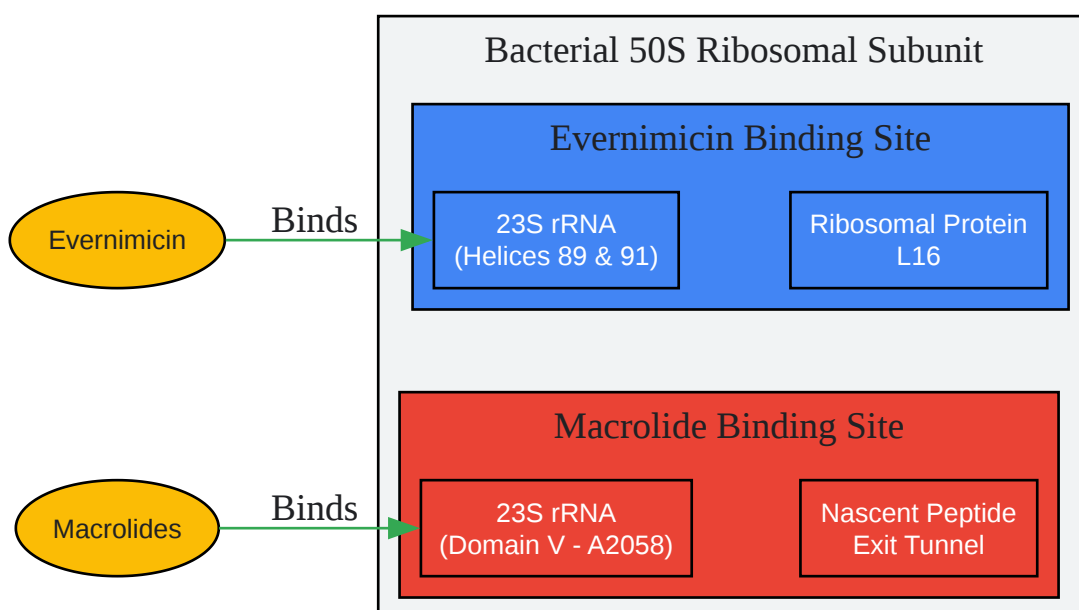 Bacterial 50S Ribosomal Subunit
Evernimicin Binding Site
Evernimicin
Binds
23S rRNA
(Helices 89 & 91)
Ribosomal Protein
L16
Macrolide Binding Site
Macrolides
Binds
23S rRNA
(Domain V - A2058)
Nascent Peptide
Exit Tunnel